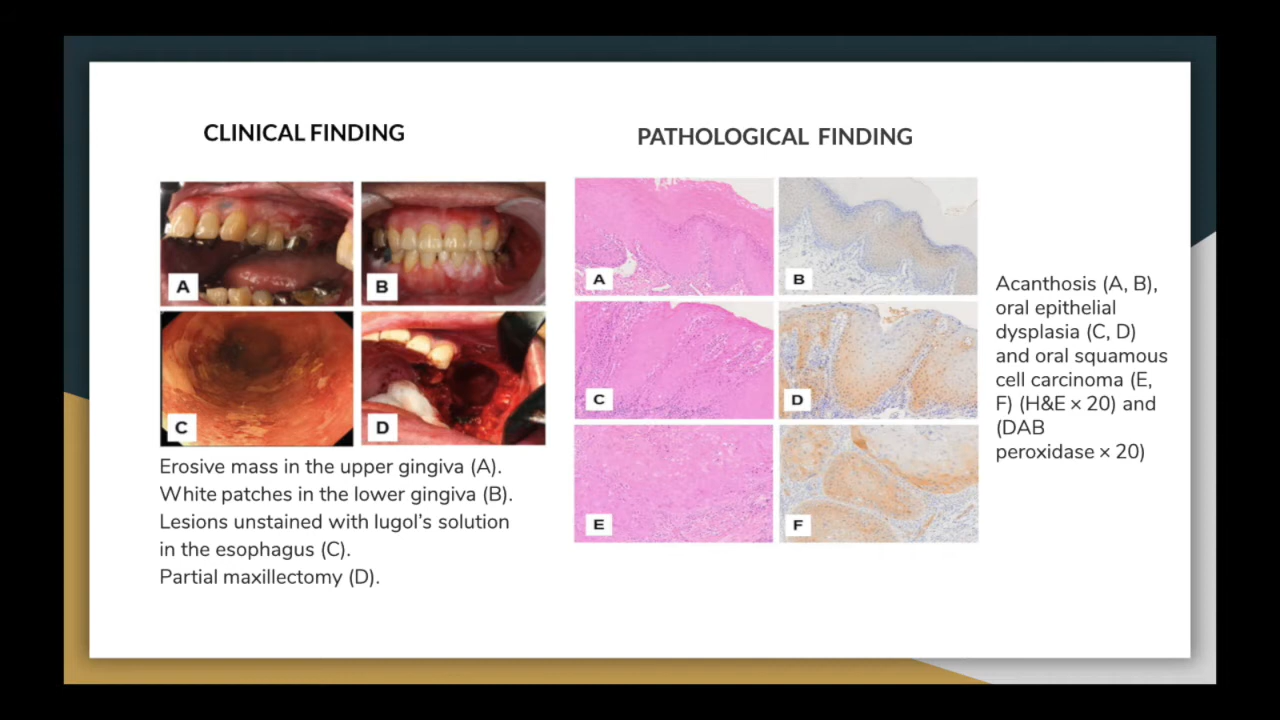 CLINICAL FINDING
A
B
C
D
Erosive mass in the upper gingiva (A).
White patches in the lower gingiva (B).
Lesions unstained with lugol’s solution
in the esophagus (C).
Partial maxillectomy (D).
PATHOLOGICAL FINDING
A
B
C
D
E
F
Acanthosis (A, B),
oral epithelial
dysplasia (C, D)
and oral squamous
cell carcinoma (E,
F) (H&E × 20) and
(DAB
peroxidase × 20)